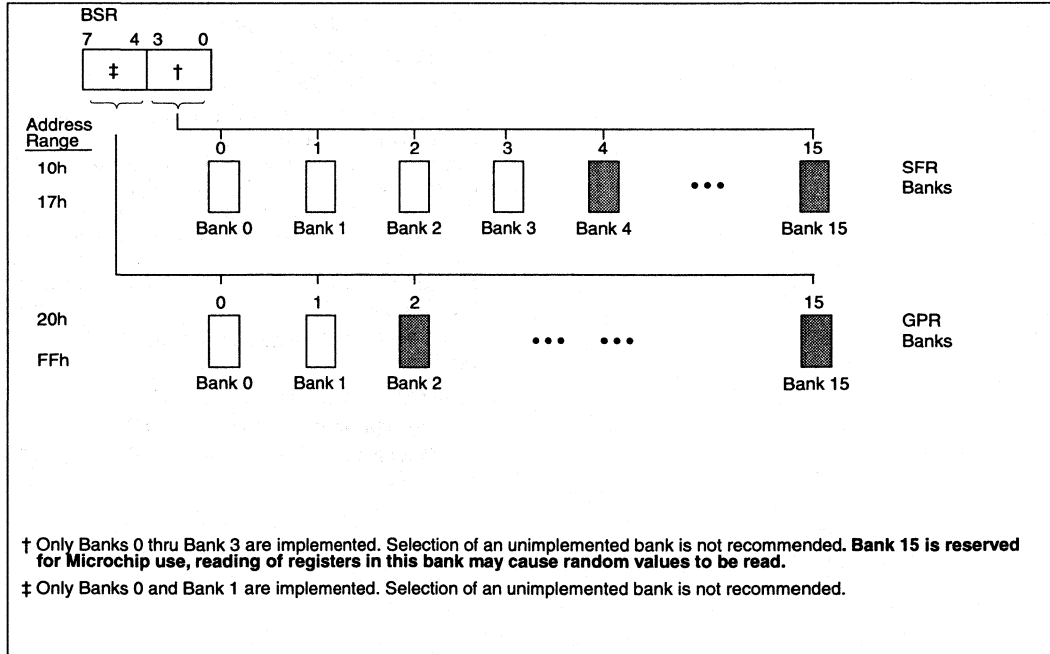 BSR
7 4 3 0
‡ †
Address
Range
0 1 2 3 4 15
10h
17h
• • •
SFR
Banks
Bank 0 Bank 1 Bank 2 Bank 3 Bank 4 Bank 15
0 1 2 15
20h
FFh
• • • • • •
GPR
Banks
Bank 0 Bank 1 Bank 2 Bank 15
† Only Banks 0 thru Bank 3 are implemented. Selection of an unimplemented bank is not recommended. Bank 15 is reserved
for Microchip use, reading of registers in this bank may cause random values to be read.
‡ Only Banks 0 and Bank 1 are implemented. Selection of an unimplemented bank is not recommended.